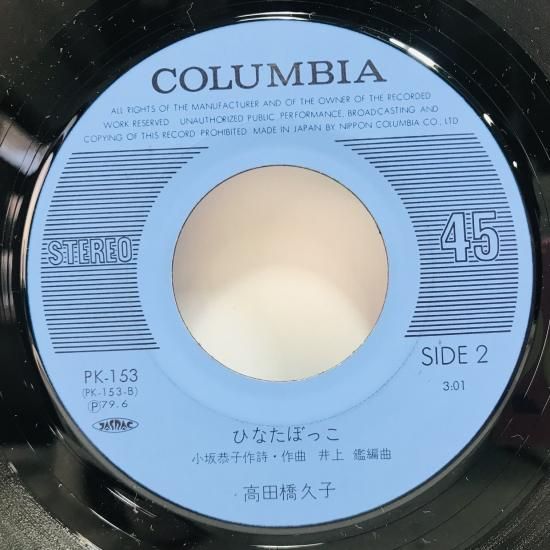 COLUMBIA
ALL RIGHTS OF THE MANUFACTURER AND OF THE OWNER OF THE RECORDED
WORK RESERVED UNAUTHORIZED PUBLIC PERFORMANCE, BROADCASTING AND
COPYING OF THIS RECORD PROHIBITED MADE IN JAPAN BY NIPPON COLUMBIA CO., LTD
STEREO
45
PK-153
(PK-153-B)
Ⓟ79.6
JASRAC
SIDE 2
3:01
ひなたぼっこ
小坂恭子作詩・作曲 井上 鑑編曲
高田橋久子